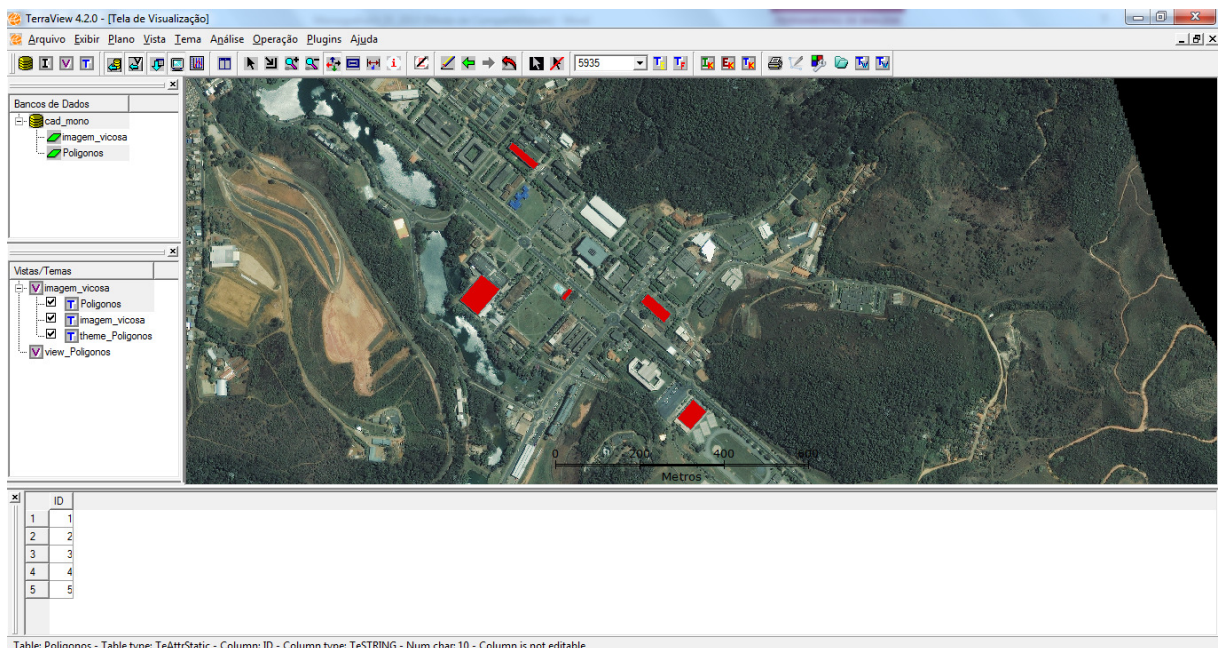 TerraView 4.2.0 - [Tela de Visualização]
Arquivo Exibir Plano Vista Tema Análise Operação Plugins Ajuda
5935
Bancos de Dados
cad_mono
imagem_vicosa
Poligonos
Vistas/Temas
imagem_vicosa
Poligonos
imagem_vicosa
theme_Poligonos
view_Poligonos
0 200 400 600
Metros
ID
1 1
2 2
3 3
4 4
5 5
Table: Poligonos - Table type: TeAttrStatic - Column: ID - Column type: TeSTRING - Num char: 10 - Column is not editable